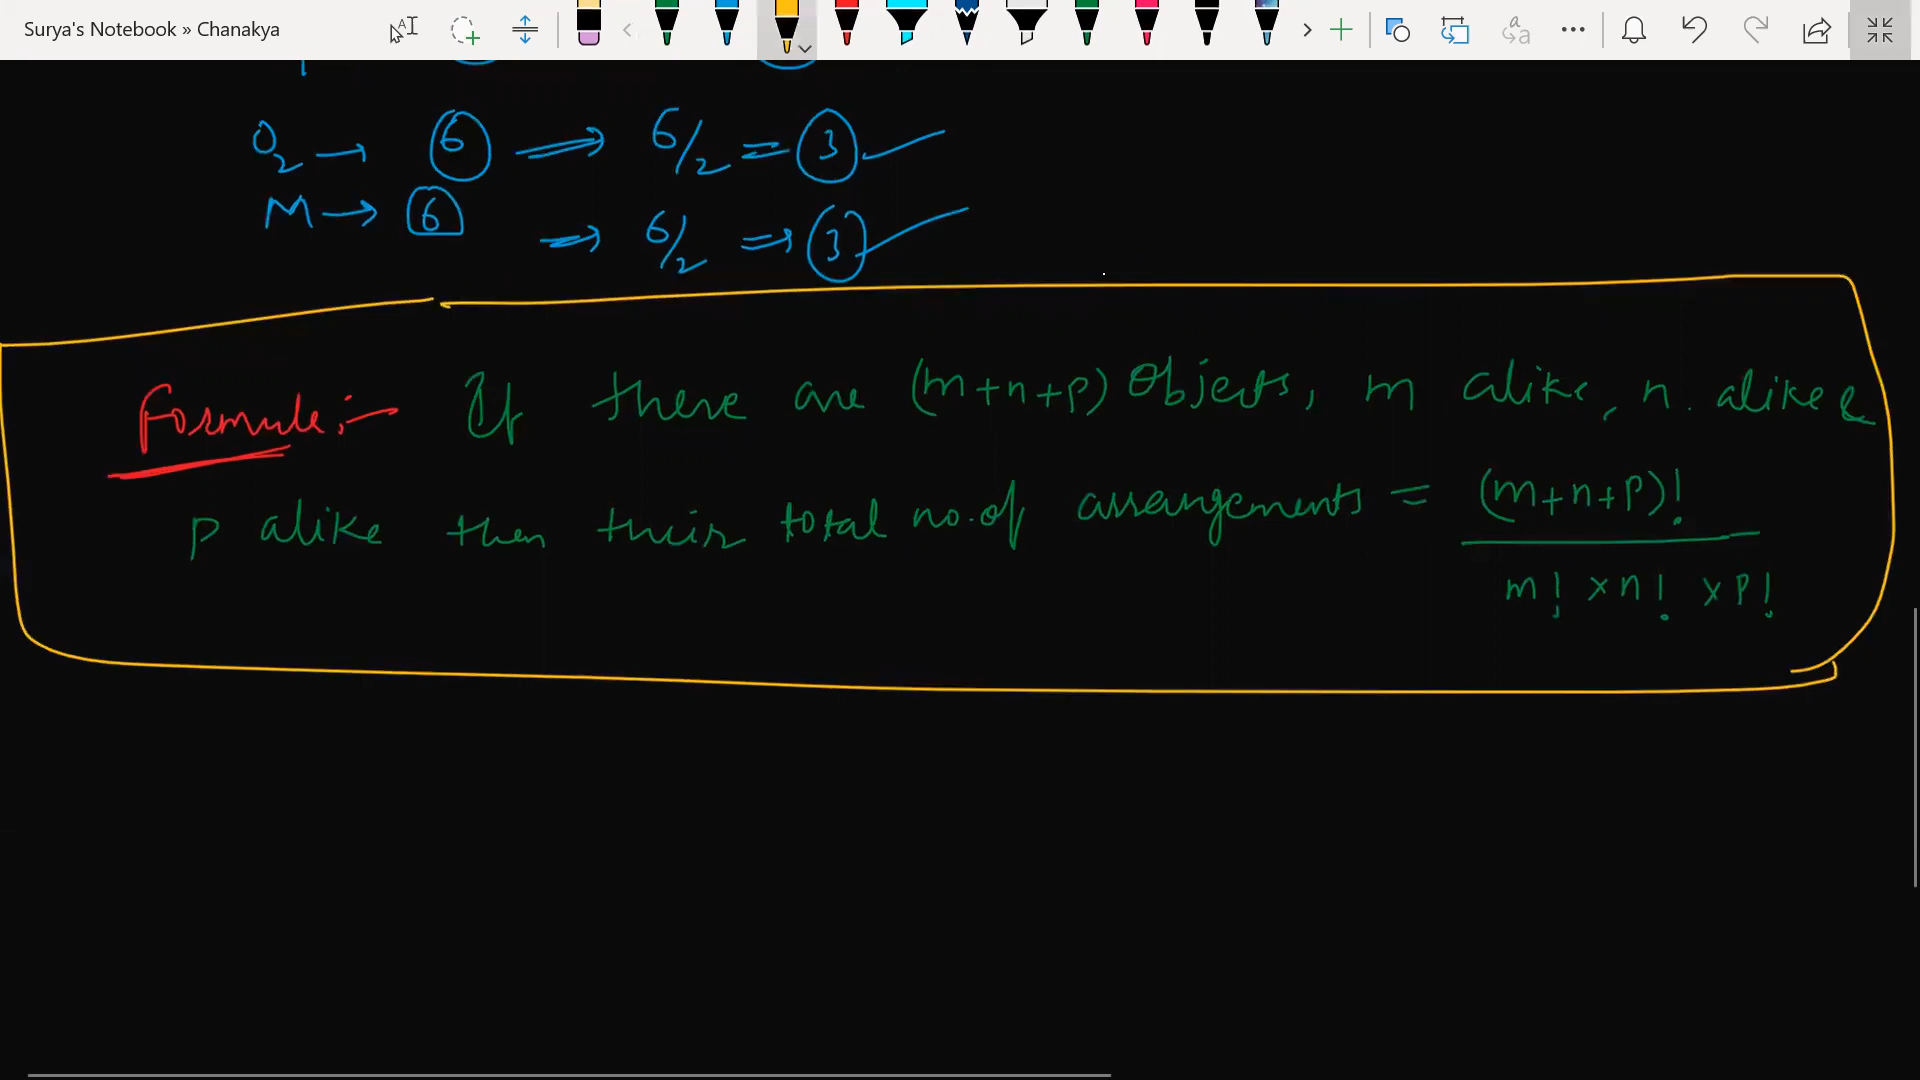 Surya's Notebook » Chanakya
O₂ → 6 ⟹ 6/2 = 3
M → 6 ⇒ 6/2 ⇒ 3
Formule :- If there are (m+n+p) Objects, m alike, n. alike &
p alike then their total no. of arrangements = (m+n+p)!
m! × n! × p!